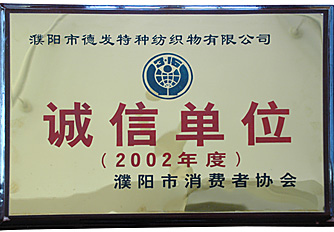 濮阳市德发特种纺织物有限公司
诚信单位
(2002年度)
濮阳市消费者协会